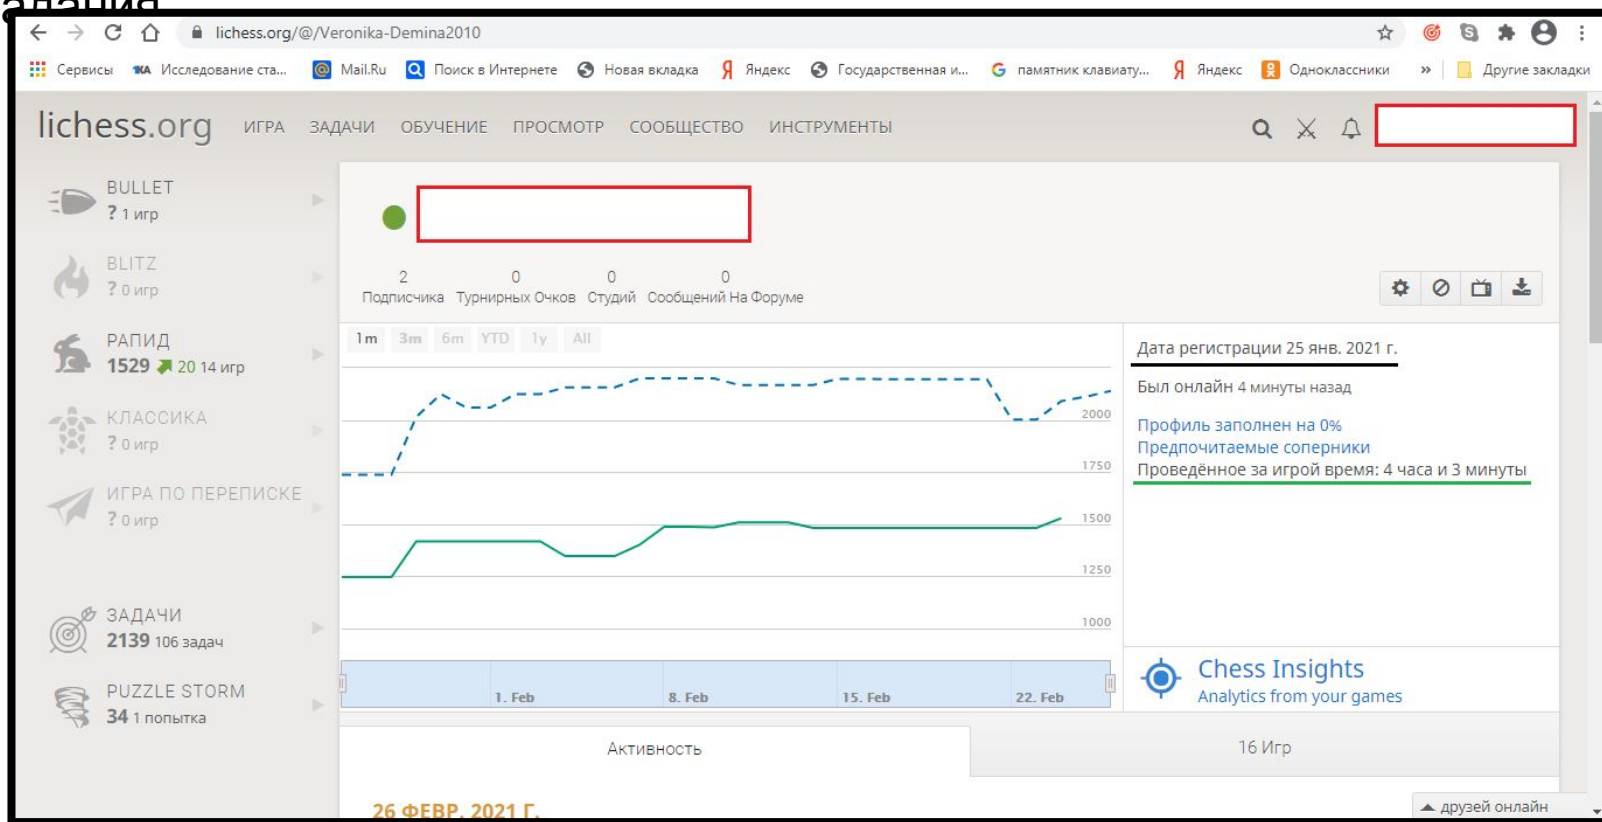 адания
lichess.org/@/Veronika-Demina2010
Сервисы
Исследование ста...
Mail.Ru
Поиск в Интернете
Новая вкладка
Яндекс
Государственная и...
памятник клавиату...
Яндекс
Одноклассники
»
Другие закладки
lichess.org ИГРА ЗАДАЧИ ОБУЧЕНИЕ ПРОСМОТР СООБЩЕСТВО ИНСТРУМЕНТЫ
BULLET
? 1 игр
BLITZ
? 0 игр
РАПИД
1529 20 14 игр
КЛАССИКА
? 0 игр
ИГРА ПО ПЕРЕПИСКЕ
? 0 игр
ЗАДАЧИ
2139 106 задач
PUZZLE STORM
34 1 попытка
2 0 0 0
Подписчика Турнирных Очков Студий Сообщений На Форуме
1m 3m 6m YTD 1y All
2000
1750
1500
1250
1000
1. Feb 8. Feb 15. Feb 22. Feb
Дата регистрации 25 янв. 2021 г.
Был онлайн 4 минуты назад
Профиль заполнен на 0%
Предпочитаемые соперники
Проведённое за игрой время: 4 часа и 3 минуты
Chess Insights
Analytics from your games
Активность
16 Игр
26 ФЕВР. 2021 Г.
друзей онлайн